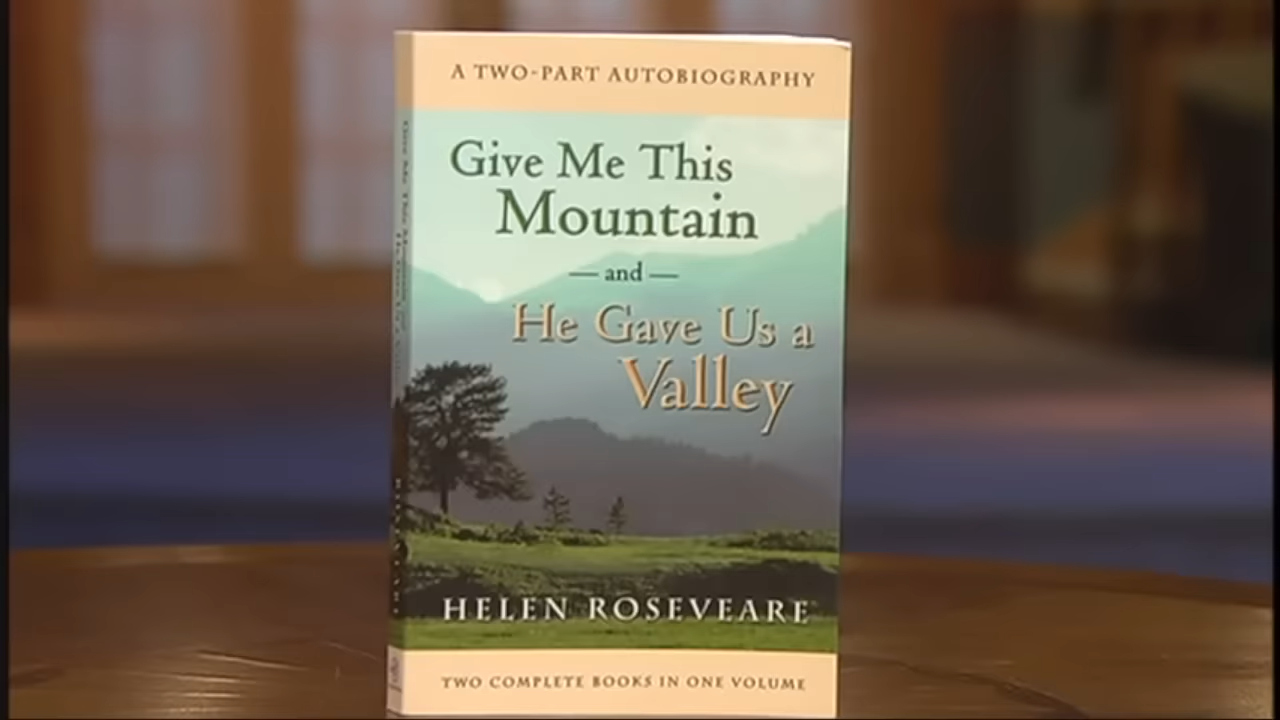 A TWO-PART AUTOBIOGRAPHY
Give Me This
Mountain
— and —
He Gave Us a
Valley
HELEN ROSEVEARE
TWO COMPLETE BOOKS IN ONE VOLUME